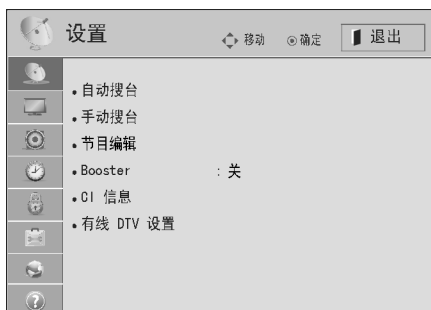 设置 移动 ◉确定 退出
• 自动搜台
• 手动搜台
• 节目编辑
• Booster : 关
• CI 信息
• 有线 DTV 设置